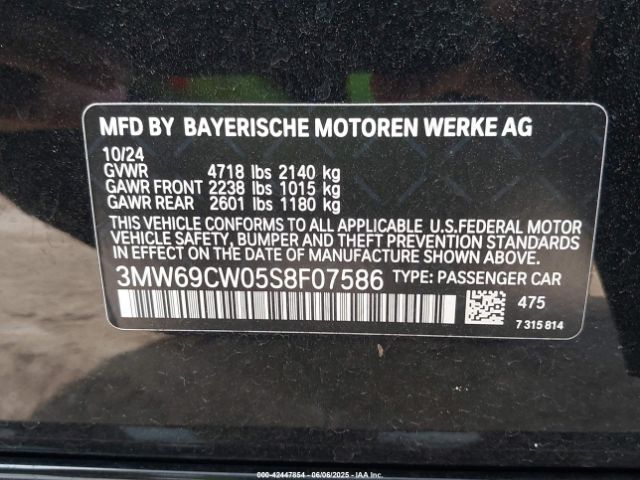 MFD BY BAYERISCHE MOTOREN WERKE AG
10/24
GVWR 4718 lbs 2140 kg
GAWR FRONT 2238 lbs 1015 kg
GAWR REAR 2601 lbs 1180 kg
THIS VEHICLE CONFORMS TO ALL APPLICABLE U.S.FEDERAL MOTOR
VEHICLE SAFETY, BUMPER AND THEFT PREVENTION STANDARDS
IN EFFECT ON THE DATE OF MANUFACTURE SHOWN ABOVE.
3MW69CW05S8F07586 TYPE: PASSENGER CAR
475
7 315 814
000-42447854 - 06/06/2025 - IAA, Inc.